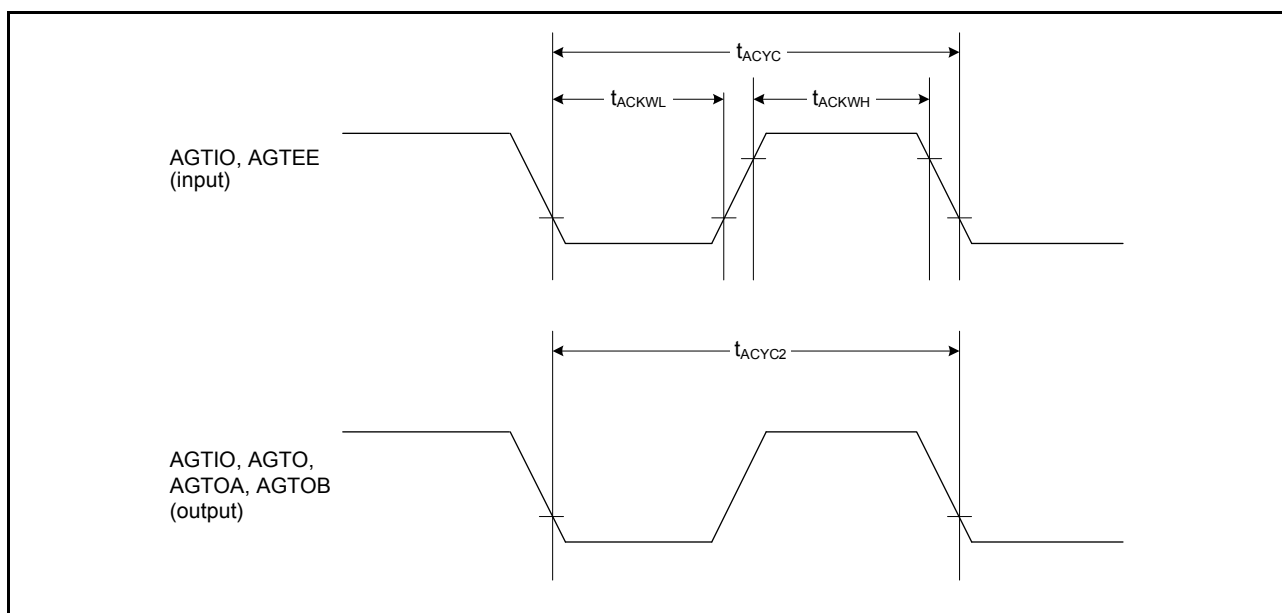 tACYC
tACKWL
tACKWH
AGTIO, AGTEE
(input)
tACYC2
AGTIO, AGTO,
AGTOA, AGTOB
(output)